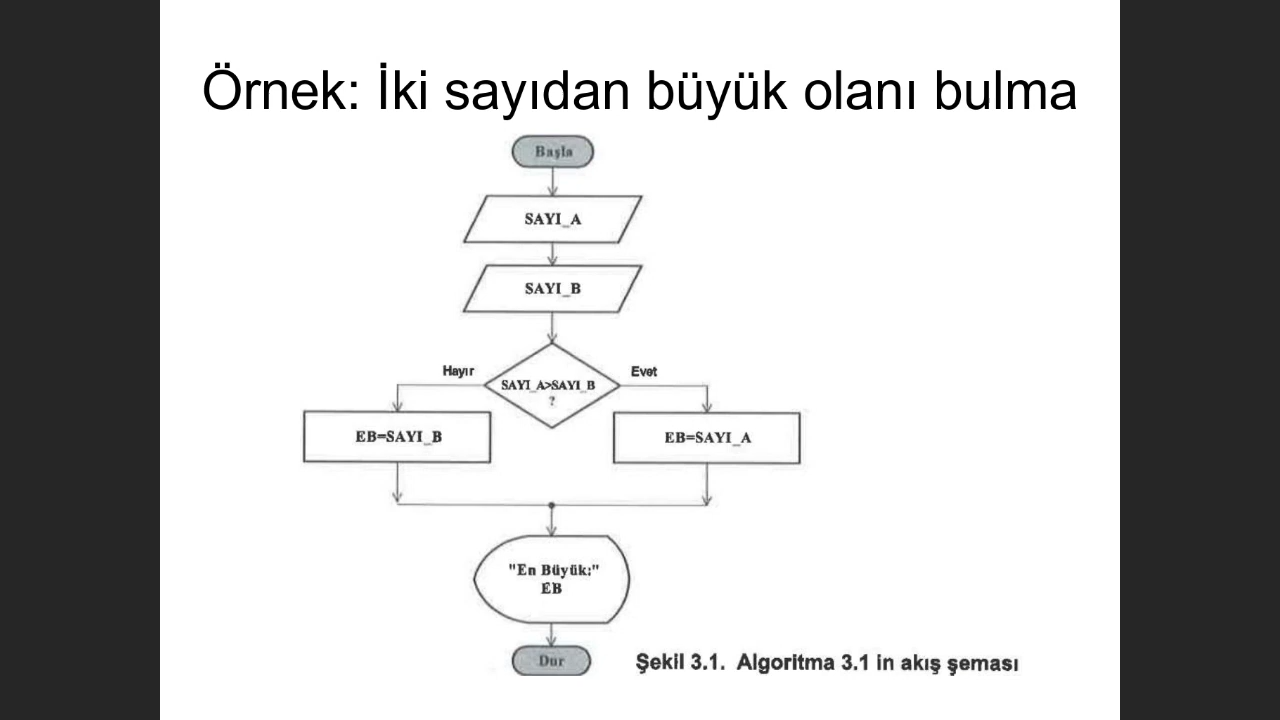 Örnek: İki sayıdan büyük olanı bulma
Başla
SAYI_A
SAYI_B
Hayır
Evet
SAYI_A>SAYI_B
?
EB=SAYI_B
EB=SAYI_A
"En Büyük:"
EB
Dur
Şekil 3.1. Algoritma 3.1 in akış şeması